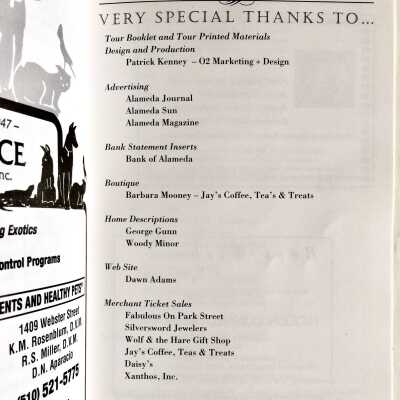 47 –
CE
nc.
g Exotics
ontrol Programs
ENTS AND HEALTHY PETS
1409 Webster Street
K.M. Rosenblum, D.V.M.
R.S. Miller, D.V.M.
D.N. Aparacio
(510) 521-5775
VERY SPECIAL THANKS TO...
Tour Booklet and Tour Printed Materials
Design and Production
Patrick Kenney – O2 Marketing + Design
Advertising
Alameda Journal
Alameda Sun
Alameda Magazine
Bank Statement Inserts
Bank of Alameda
Boutique
Barbara Mooney – Jay's Coffee, Tea's & Treats
Home Descriptions
George Gunn
Woody Minor
Web Site
Dawn Adams
Merchant Ticket Sales
Fabulous On Park Street
Silversword Jewelers
Wolf & the Hare Gift Shop
Jay's Coffee, Teas & Treats
Daisy's
Xanthos, Inc.